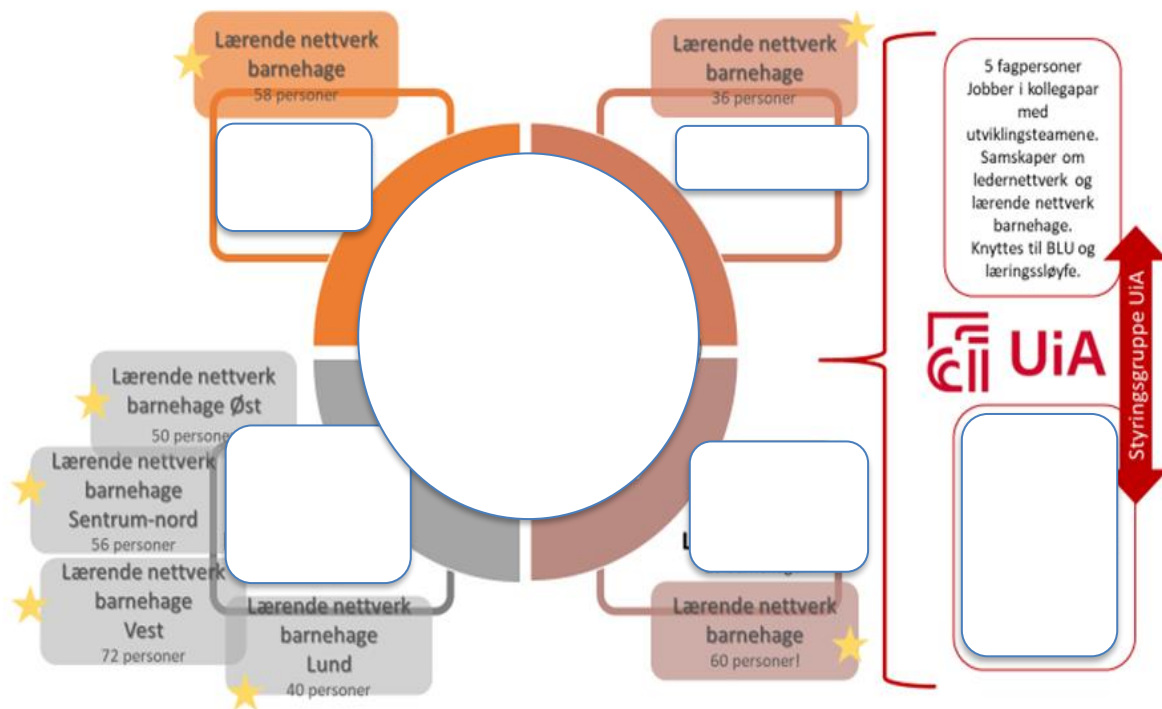 Lærende nettverk
barnehage
58 personer
Lærende nettverk
barnehage
36 personer
5 fagpersoner
Jobber i kollegapar
med
utviklingsteamene.
Samskaper om
ledernettverk og
lærende nettverk
barnehage.
Knyttes til BLU og
læringssløyfe.
Styringsgruppe UiA
UiA
Lærende nettverk
barnehage Øst
50 persone
Lærende nettverk
barnehage
Sentrum-nord
56 personer
Lærende nettverk
barnehage
Vest
72 personer
Lærende nettverk
barnehage
Lund
40 personer
Lærende nettverk
barnehage
60 personer!